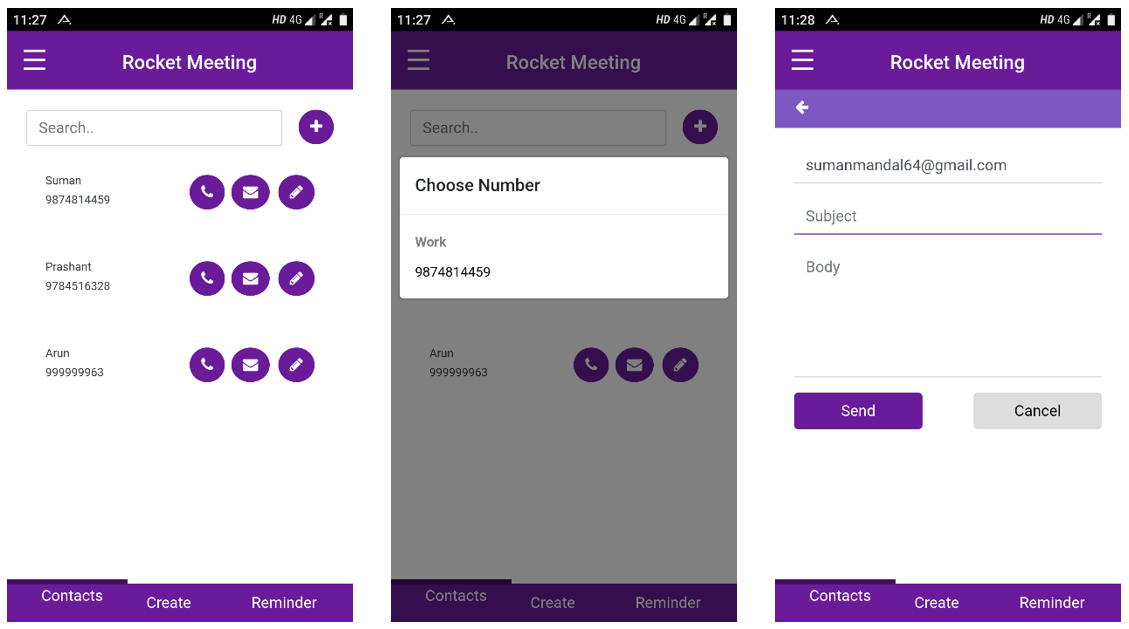 11:27 HD 4G R
Rocket Meeting
Search..
Suman
9874814459
Prashant
9784516328
Arun
999999963
Contacts Create Reminder
11:27 HD 4G R
Rocket Meeting
Search..
Choose Number
Work
9874814459
Arun
999999963
Contacts Create Reminder
11:28 HD 4G R
Rocket Meeting
sumanmandal64@gmail.com
Subject
Body
Send Cancel
Contacts Create Reminder